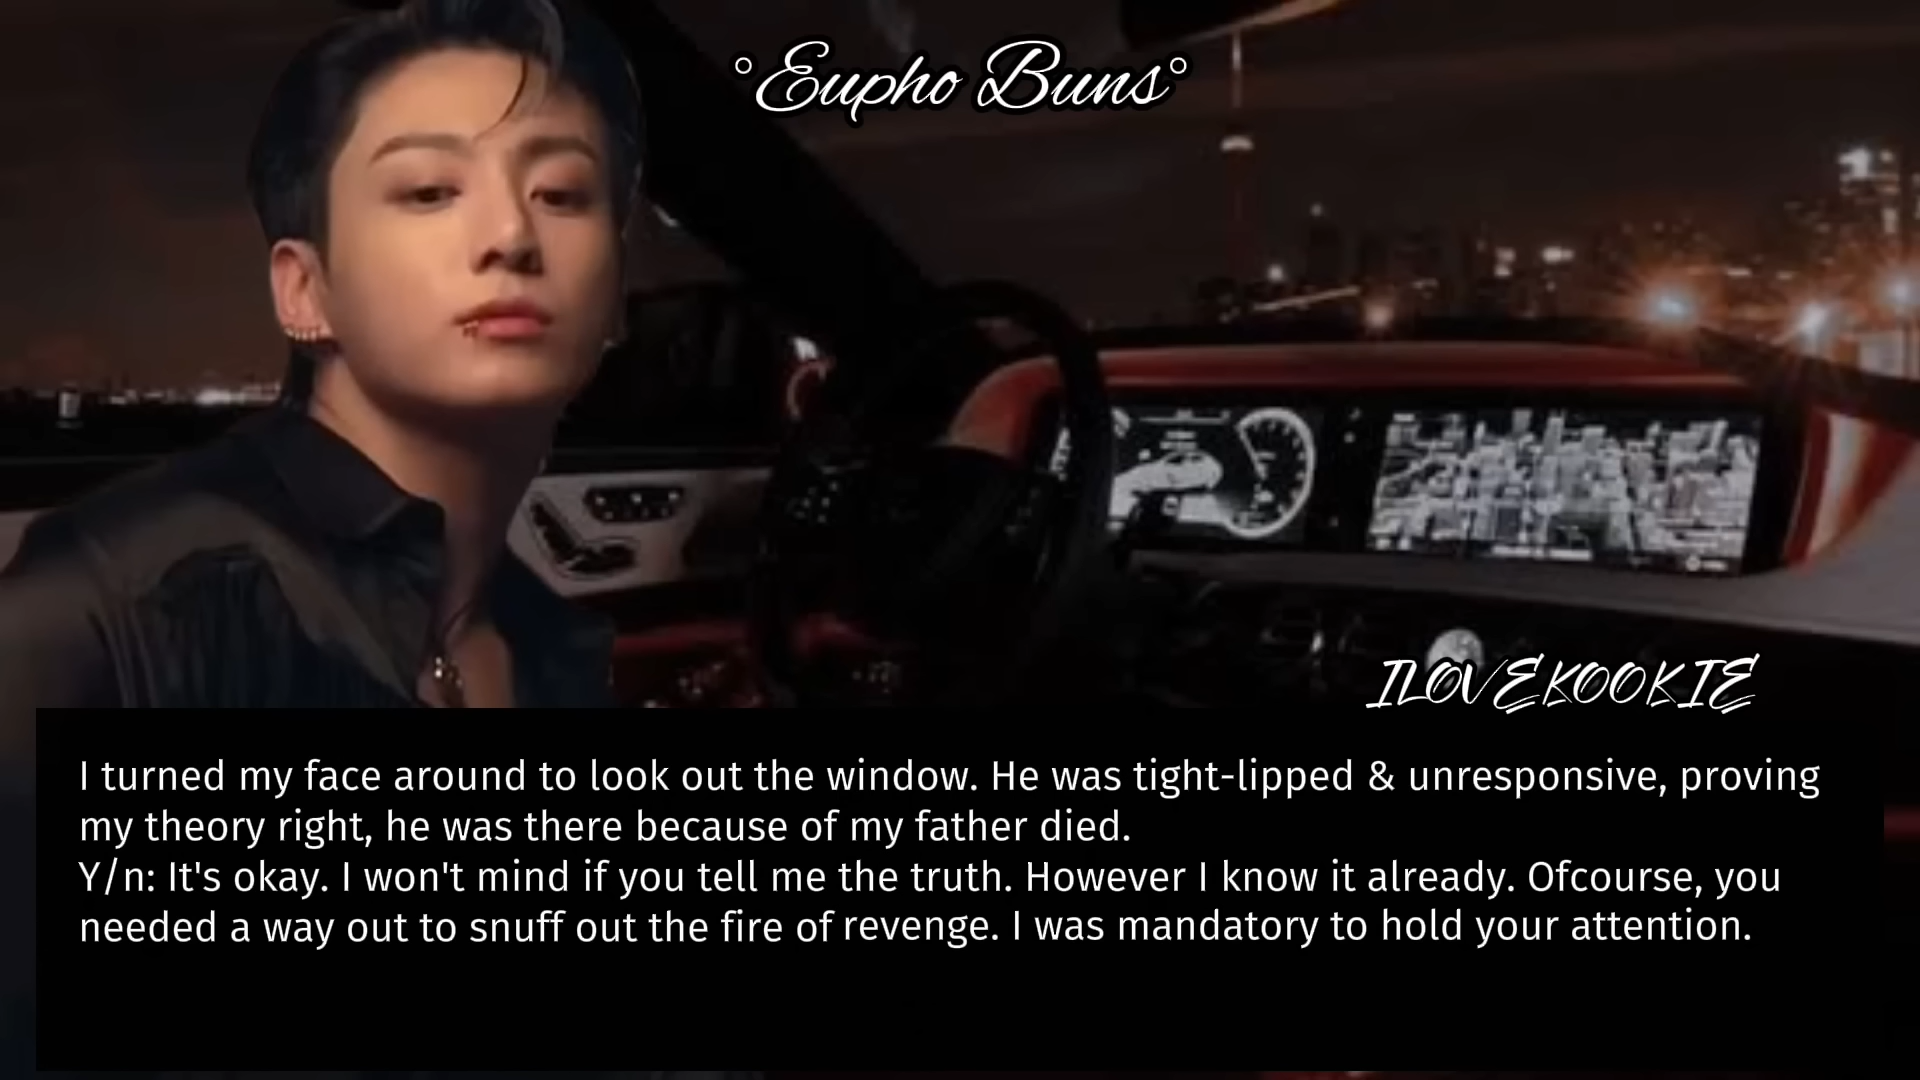 °Eupho Buns°
ILOVEKOOKIE
I turned my face around to look out the window. He was tight-lipped & unresponsive, proving
my theory right, he was there because of my father died.
Y/n: It's okay. I won't mind if you tell me the truth. However I know it already. Ofcourse, you
needed a way out to snuff out the fire of revenge. I was mandatory to hold your attention.